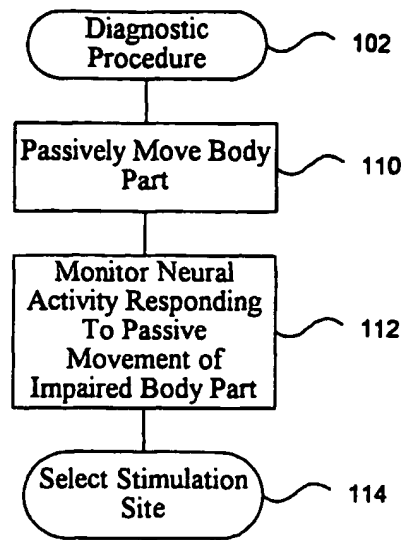 Diagnostic
Procedure
102
Passively Move Body
Part
110
Monitor Neural
Activity Responding
To Passive
Movement of
Impaired Body Part
112
Select Stimulation
Site
114